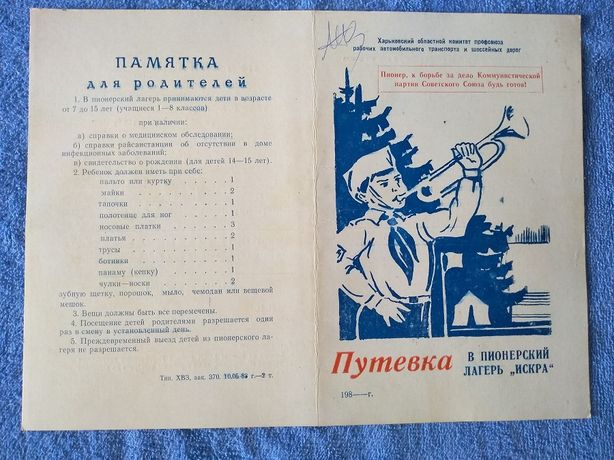 ПАМЯТКА
для родителей
1. В пионерский лагерь принимаются дети в возрасте
от 7 до 15 лет (учащиеся 1—8 классов)
при наличии:
а) справки о медицинском обследовании;
б) справки райсанстанции об отсутствии в доме
инфекционных заболеваний;
в) свидетельство о рождении (для детей 14—15 лет).
2. Ребенок должен иметь при себе:
пальто или куртку . . . . . 1
майки . . . . . 2
тапочки . . . . . 1
полотенце для ног . . . . . 1
носовые платки . . . . . 3
платья . . . . . 2
трусы . . . . . 1
ботинки . . . . . 1
панаму (кепку) . . . . . 1
чулки—носки . . . . . 2
зубную щетку, порошок, мыло, чемодан или вещевой
мешок.
3. Вещи должны быть все перемечены.
4. Посещение детей родителями разрешается один
раз в смену в установленный день.
5. Преждевременный выезд детей из пионерского ла-
геря не разрешается.
Тип. ХВЗ, зак. 370. г.—2 т.
Харьковский областной комитет профсоюза
рабочих автомобильного транспорта и шоссейных дорог
Пионер, к борьбе за дело Коммунистической
партии Советского Союза будь готов!
Путевка
В ПИОНЕРСКИЙ
ЛАГЕРЬ „ИСКРА"
198——г.